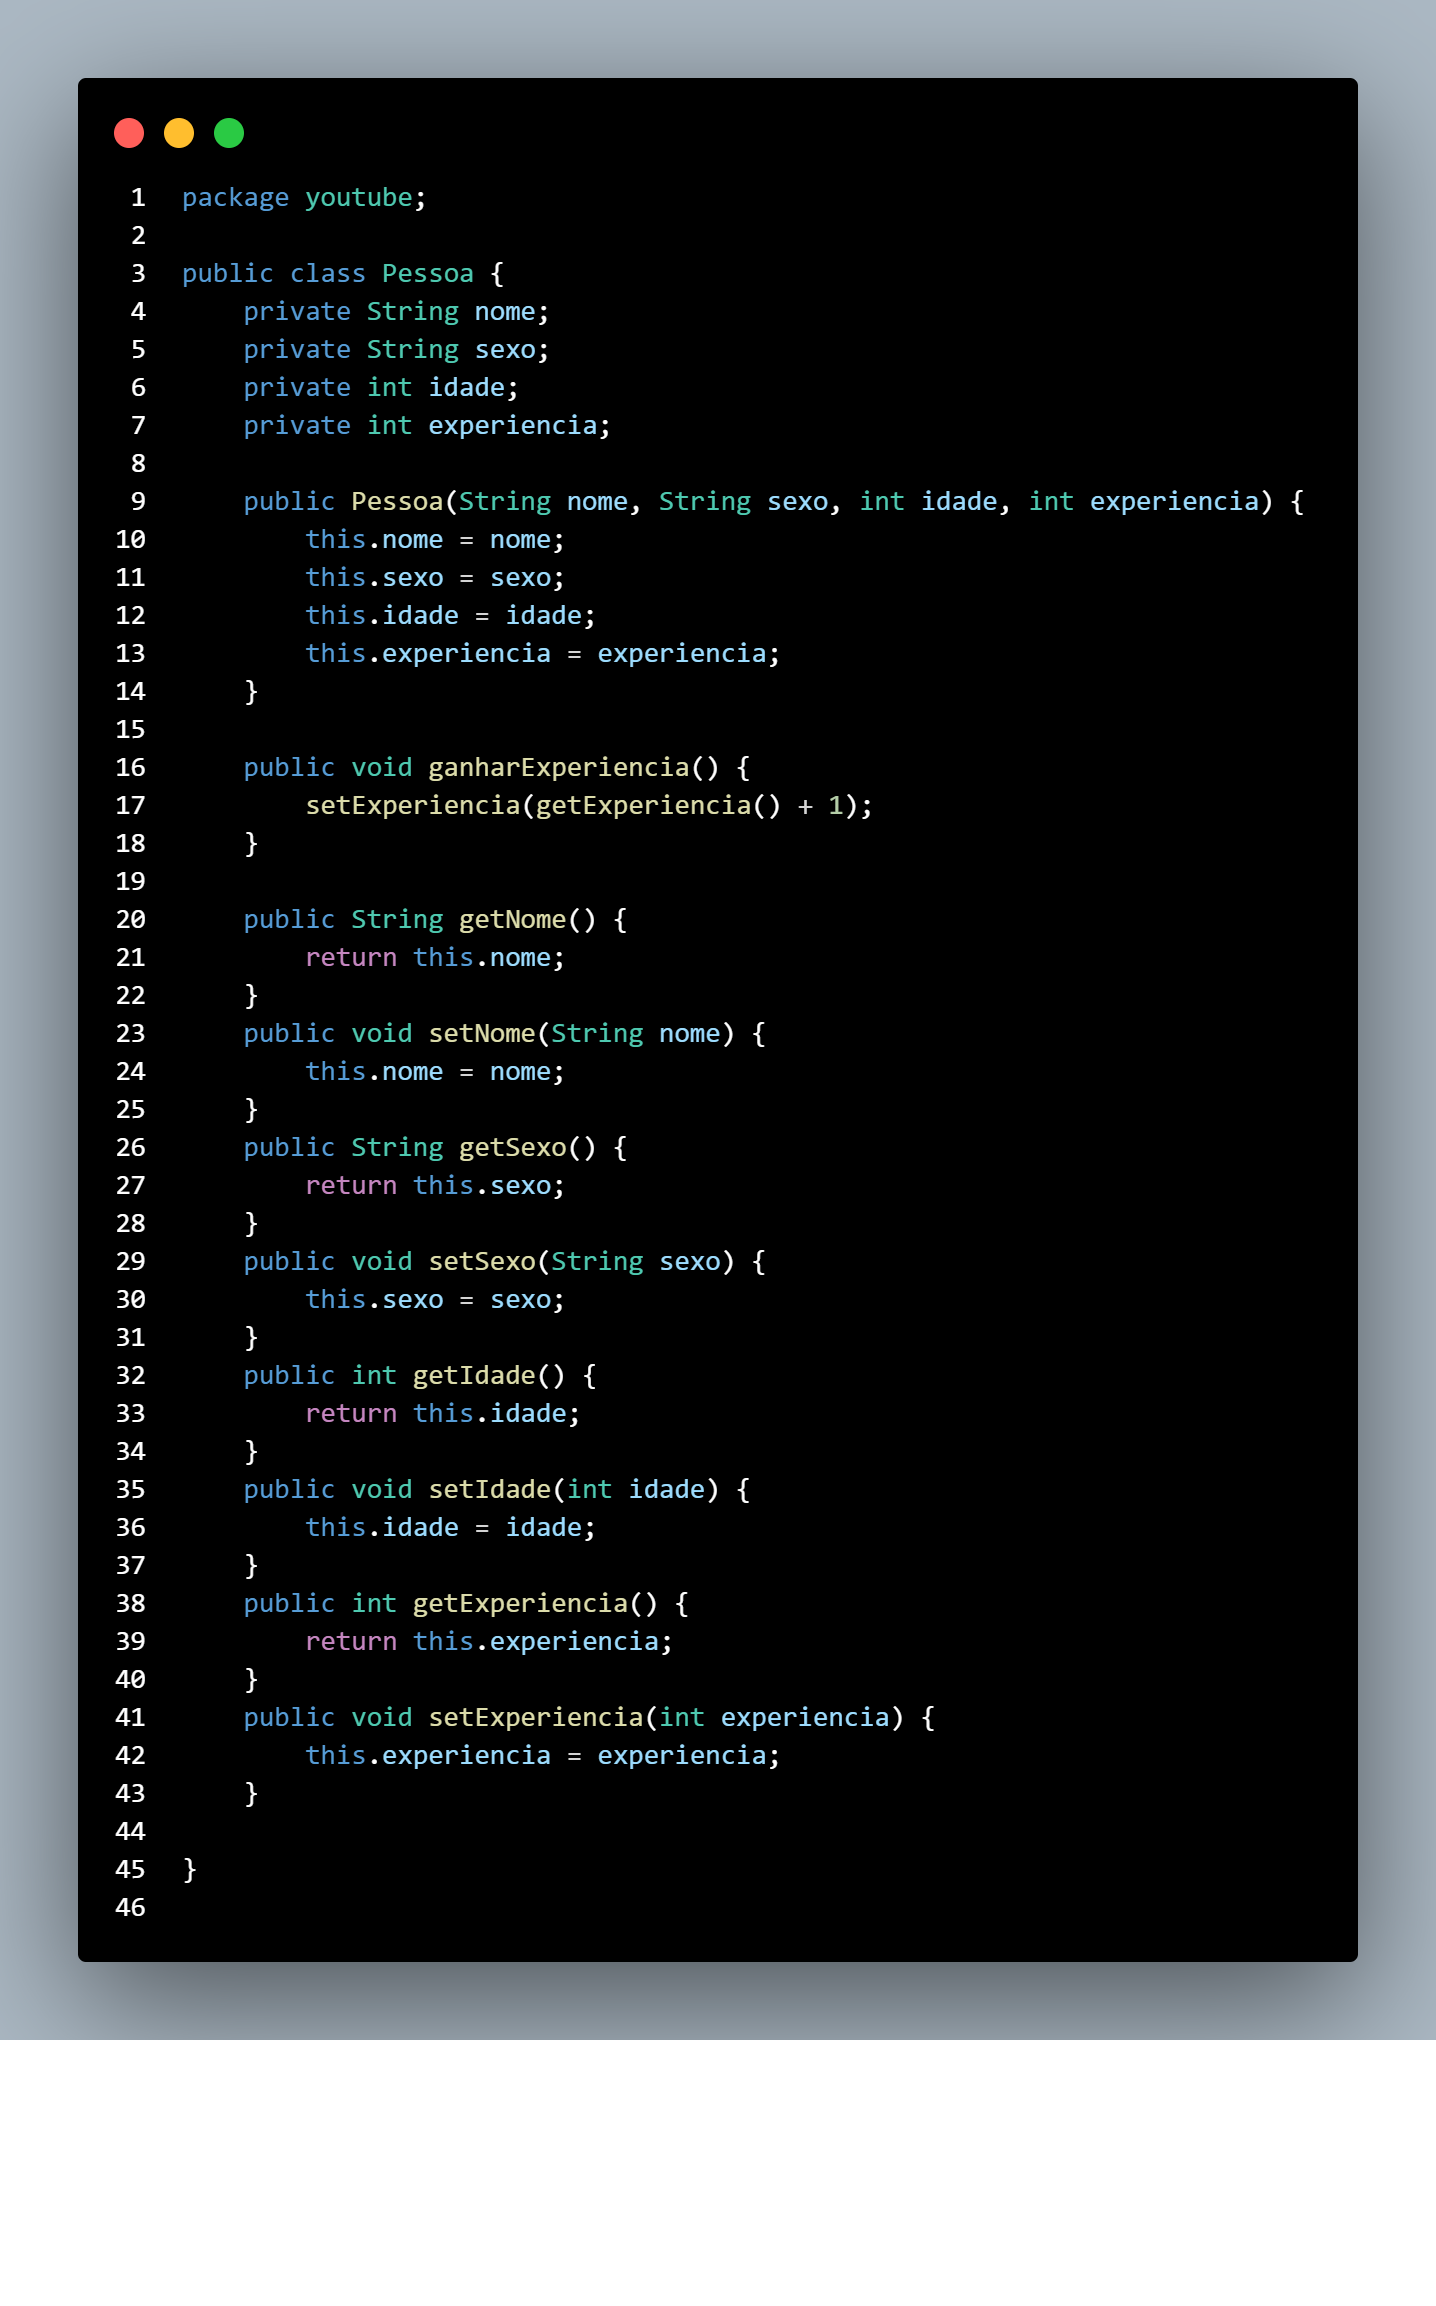 1 package youtube;
2
3 public class Pessoa {
4     private String nome;
5     private String sexo;
6     private int idade;
7     private int experiencia;
8
9     public Pessoa(String nome, String sexo, int idade, int experiencia) {
10         this.nome = nome;
11         this.sexo = sexo;
12         this.idade = idade;
13         this.experiencia = experiencia;
14     }
15
16     public void ganharExperiencia() {
17         setExperiencia(getExperiencia() + 1);
18     }
19
20     public String getNome() {
21         return this.nome;
22     }
23     public void setNome(String nome) {
24         this.nome = nome;
25     }
26     public String getSexo() {
27         return this.sexo;
28     }
29     public void setSexo(String sexo) {
30         this.sexo = sexo;
31     }
32     public int getIdade() {
33         return this.idade;
34     }
35     public void setIdade(int idade) {
36         this.idade = idade;
37     }
38     public int getExperiencia() {
39         return this.experiencia;
40     }
41     public void setExperiencia(int experiencia) {
42         this.experiencia = experiencia;
43     }
44
45 }
46